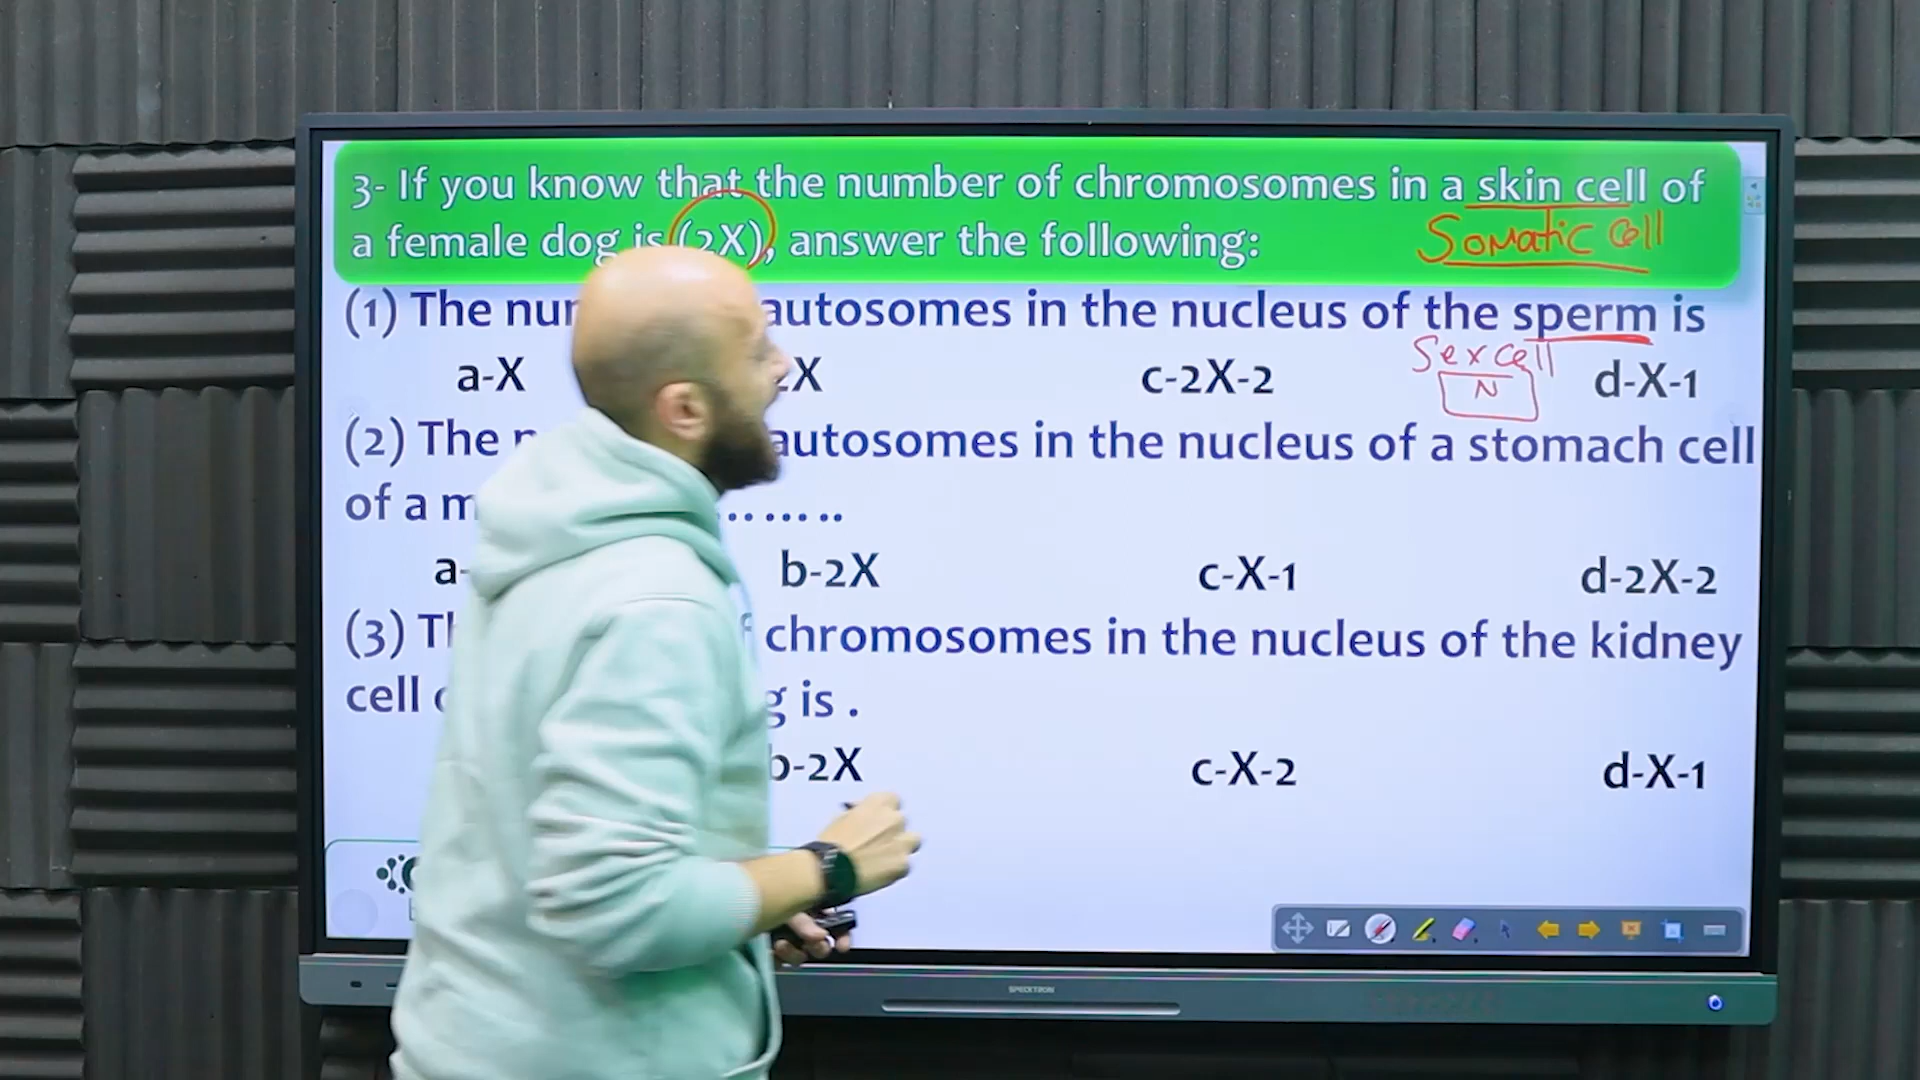 3- If you know that the number of chromosomes in a skin cell of
a female dog is (2X), answer the following:
Somatic Cell
(1) The autosomes in the nucleus of the sperm is
Sex cell
N
a-X 2X c-2X-2 d-X-1
(2) The autosomes in the nucleus of a stomach cell
of a ........
b-2X c-X-1 d-2X-2
(3) chromosomes in the nucleus of the kidney
cell is .
b-2X c-X-2 d-X-1
SPECKTRON